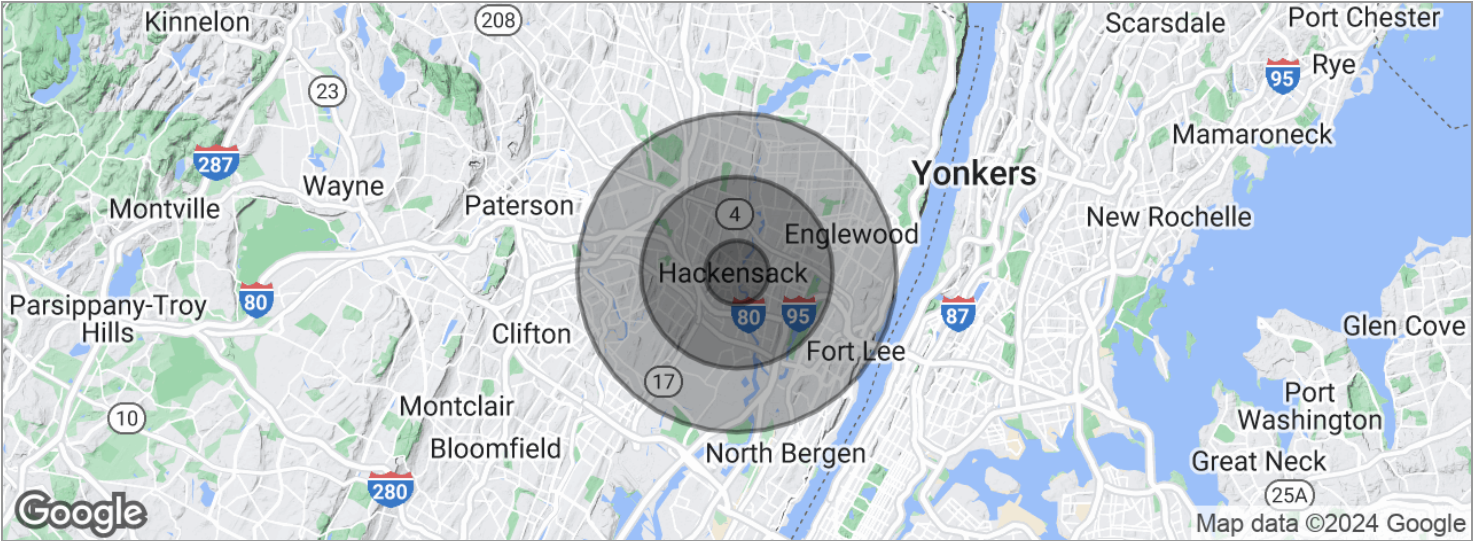 Kinnelon
208
Scarsdale
Port Chester
23
95
Rye
287
Mamaroneck
Wayne
Yonkers
Montville
Paterson
4
New Rochelle
Englewood
Hackensack
Parsippany-Troy
Hills
80
80
95
87
Clifton
Glen Cove
Fort Lee
17
Port
Washington
10
Montclair
Bloomfield
North Bergen
Great Neck
280
25A
Google
Map data ©2024 Google